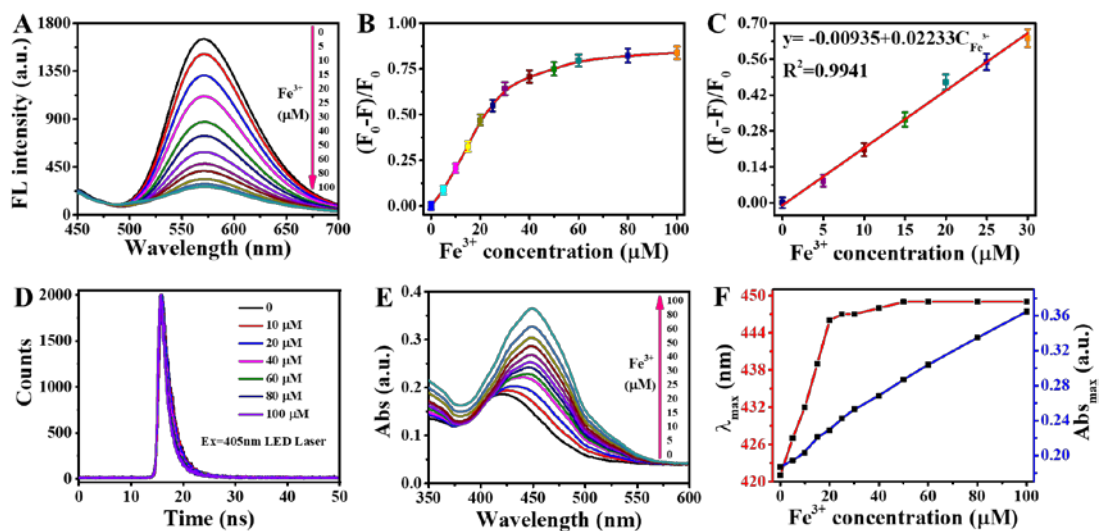 A
1800
1350
900
450
0
FL intensity (a.u.)
450 500 550 600 650 700
Wavelength (nm)
Fe³⁺
(μM)
0
5
10
15
20
25
30
40
50
60
80
100
B
1.00
0.75
0.50
0.25
0.00
(F₀-F)/F₀
0 20 40 60 80 100
Fe³⁺ concentration (μM)
C
0.70
0.56
0.42
0.28
0.14
0.00
(F₀-F)/F₀
y= -0.00935+0.02233C Fe³⁺
R²=0.9941
0 5 10 15 20 25 30
Fe³⁺ concentration (μM)
D
2000
1500
1000
500
0
Counts
0
10 μM
20 μM
40 μM
60 μM
80 μM
100 μM
Ex=405nm LED Laser
0 10 20 30 40 50
Time (ns)
E
0.5
0.4
0.3
0.2
0.1
0.0
Abs (a.u.)
Fe³⁺
(μM)
100
80
60
50
40
30
25
20
15
10
5
0
350 400 450 500 550 600
Wavelength (nm)
F
450
444
438
432
426
420
λmax (nm)
0.36
0.32
0.28
0.24
0.20
Absmax (a.u.)
0 20 40 60 80 100
Fe³⁺ concentration (μM)